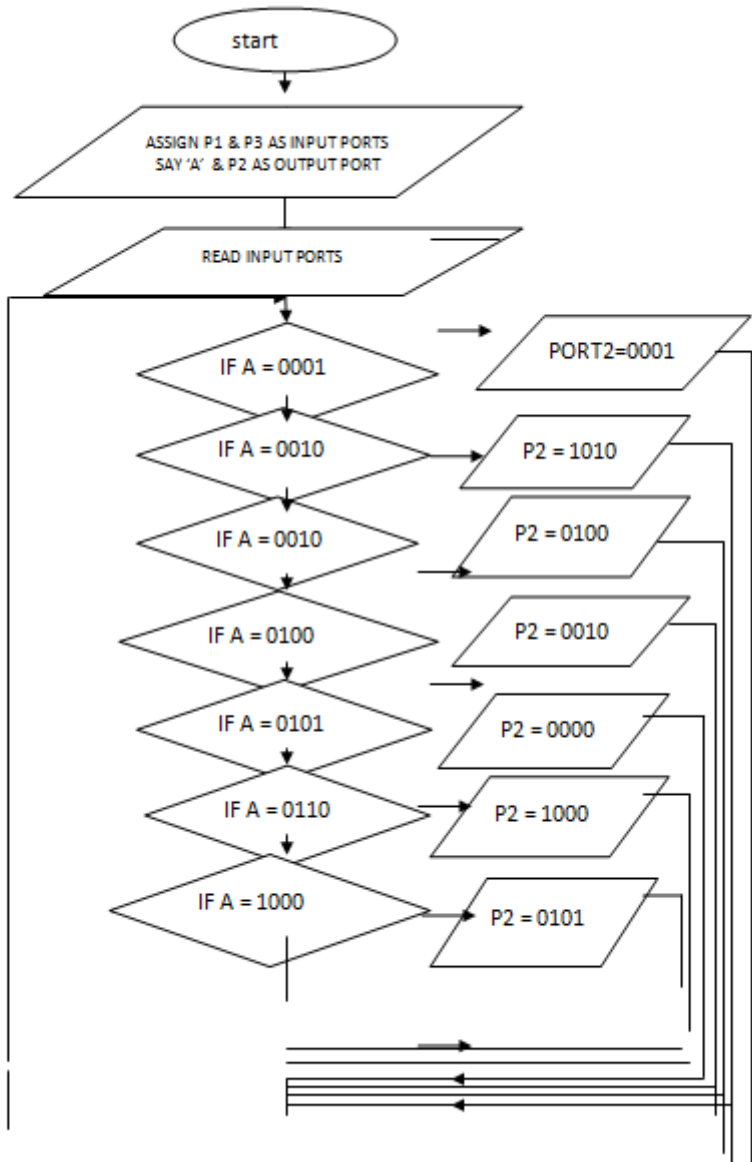 start
ASSIGN P1 & P3 AS INPUT PORTS
SAY 'A' & P2 AS OUTPUT PORT
READ INPUT PORTS
IF A = 0001
PORT2=0001
IF A = 0010
P2 = 1010
IF A = 0010
P2 = 0100
IF A = 0100
P2 = 0010
IF A = 0101
P2 = 0000
IF A = 0110
P2 = 1000
IF A = 1000
P2 = 0101